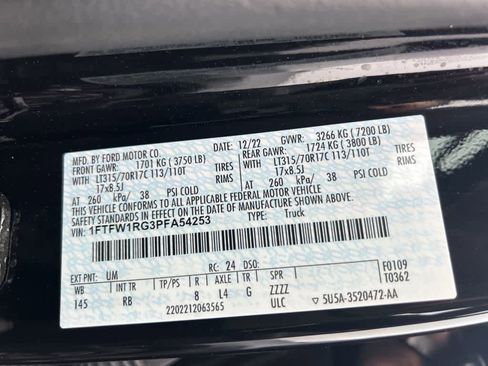 MFD. BY FORD MOTOR CO. 12/22 GVWR: 3266 KG ( 7200 LB)
FRONT GAWR: 1701 KG ( 3750 LB) REAR GAWR: 1724 KG ( 3800 LB)
LT315/70R17C 113/110T TIRES LT315/70R17C 113/110T TIRES
17x8.5J RIMS 17x8.5J RIMS
AT 260 kPa/ 38 PSI COLD AT 260 kPa/ 38 PSI COLD
THIS VEHICLE CONFORMS TO ALL APPLICABLE FEDERAL MOTOR VEHICLE
SAFETY STANDARDS IN EFFECT ON THE DATE OF MANUFACTURE SHOWN ABOVE.
VIN: 1FTFW1RG3PFA54253 TYPE: Truck
F0109
T0362
EXT PNT: UM RC: 24 DSO:
WB INT TR TP/PS R AXLE TR SPR
145 RB 8 L4 G ZZZZ
2202212063565 ULC 5U5A-3520472-AA